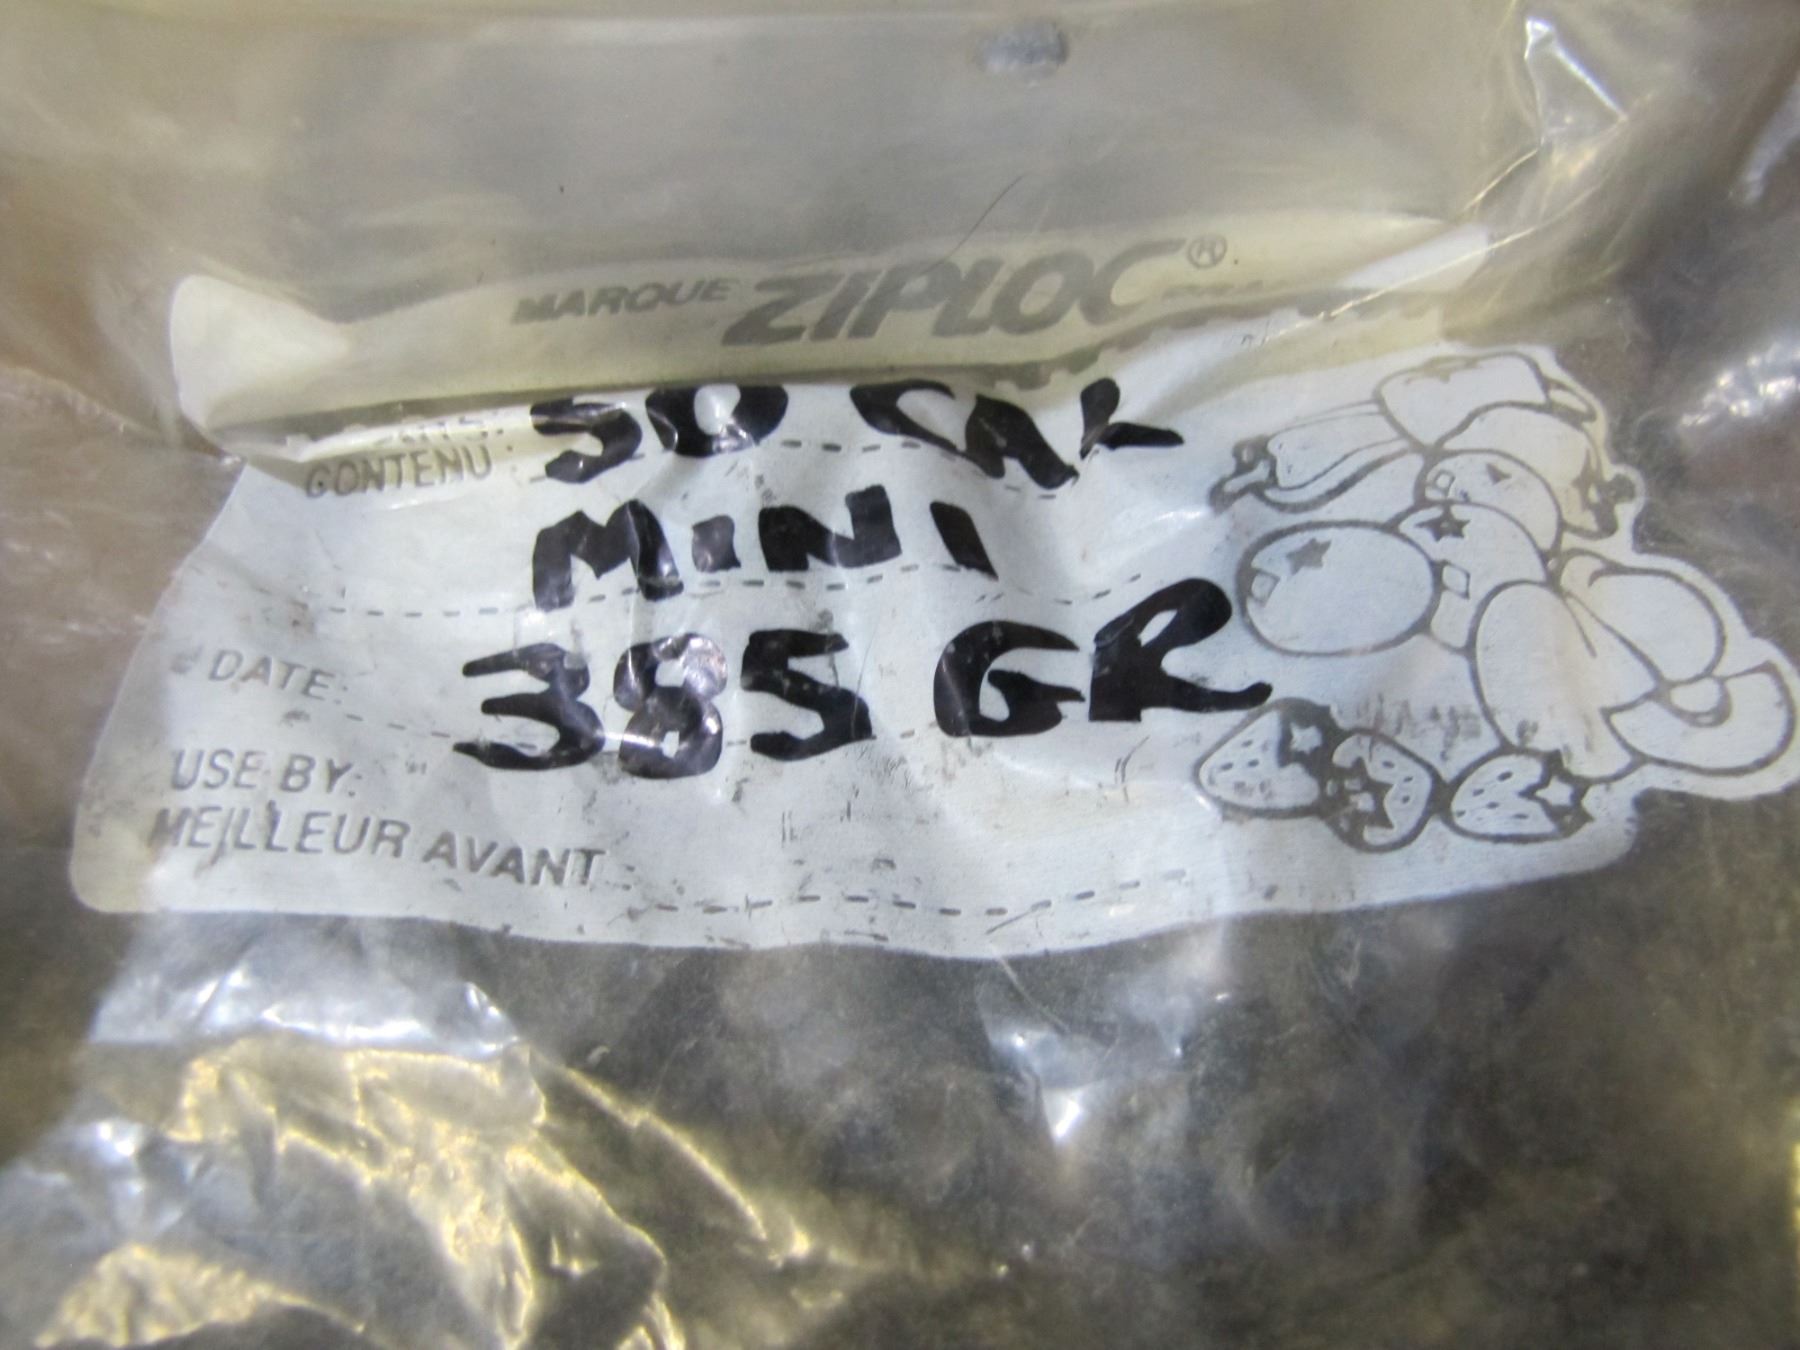 MARQUE ZIPLOC®
50 CAL
CONTENU :
MINI
385 GR
DATE:
USE BY:
MEILLEUR AVANT